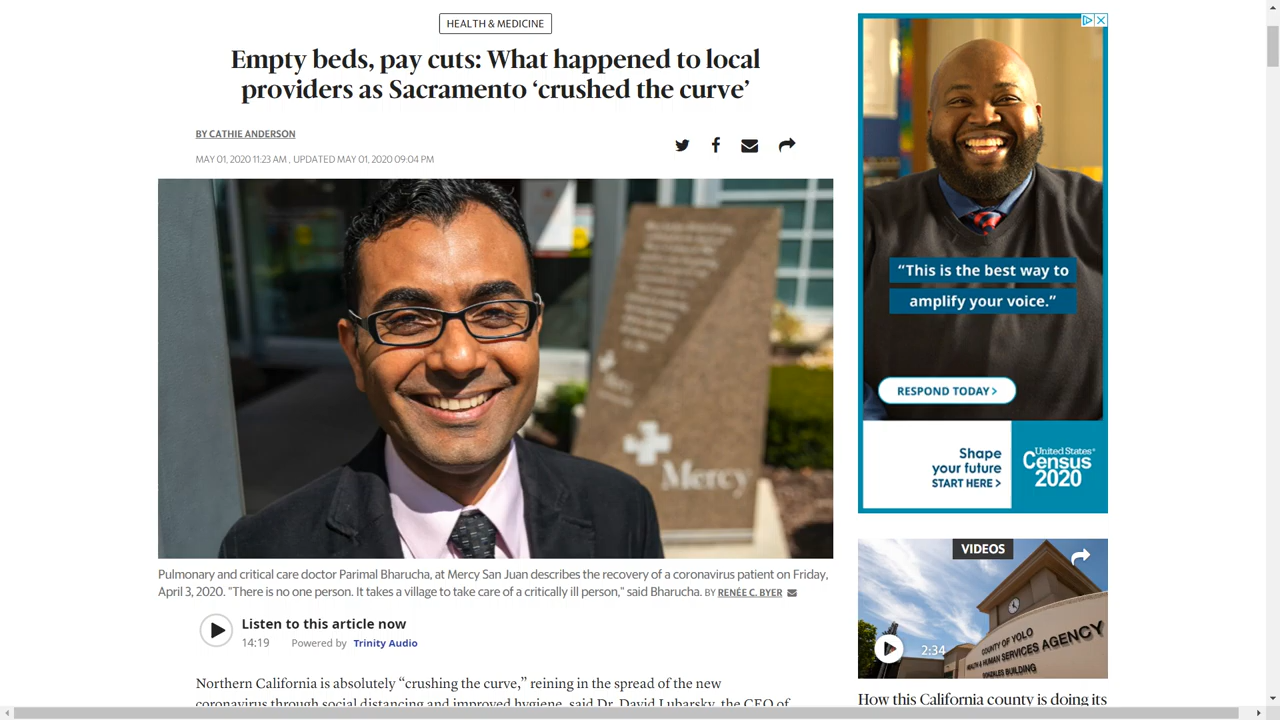 HEALTH & MEDICINE
Empty beds, pay cuts: What happened to local
providers as Sacramento ‘crushed the curve’
BY CATHIE ANDERSON
MAY 01, 2020 11:23 AM , UPDATED MAY 01, 2020 09:04 PM
Mercy
Pulmonary and critical care doctor Parimal Bharucha, at Mercy San Juan describes the recovery of a coronavirus patient on Friday,
April 3, 2020. "There is no one person. It takes a village to take care of a critically ill person," said Bharucha. BY RENÉE C. BYER
Listen to this article now
14:19 Powered by Trinity Audio
Northern California is absolutely “crushing the curve,” reining in the spread of the new
coronavirus through social distancing and improved hygiene, said Dr. David Lubarsky, the CEO of
“This is the best way to
amplify your voice.”
RESPOND TODAY >
Shape
your future
START HERE >
United States®
Census
2020
VIDEOS
2:34
COUNTY OF YOLO
HEALTH & HUMAN SERVICES AGENCY
GONZALES BUILDING
How this California county is doing its